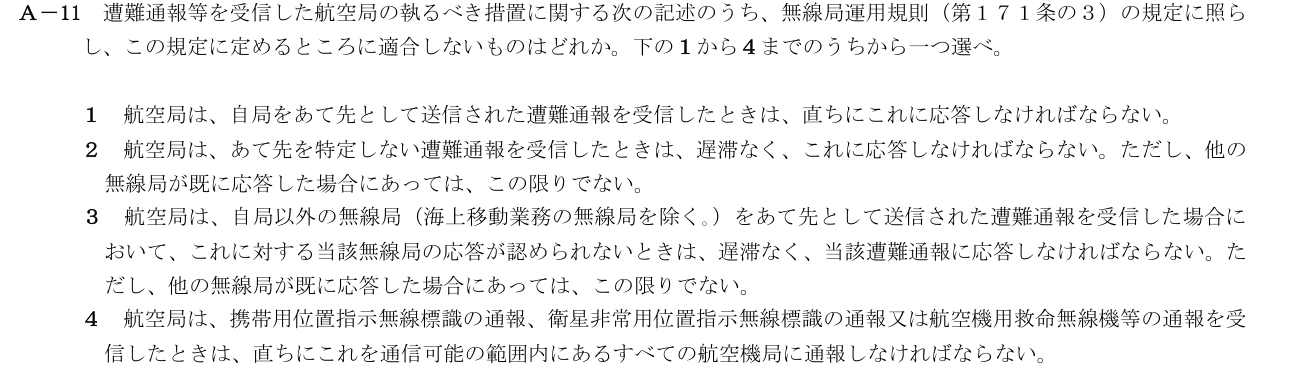 A－11　遭難通報等を受信した航空局の執るべき措置に関する次の記述のうち、無線局運用規則（第１７１条の３）の規定に照ら
し、この規定に定めるところに適合しないものはどれか。下の1から4までのうちから一つ選べ。
1　航空局は、自局をあて先として送信された遭難通報を受信したときは、直ちにこれに応答しなければならない。
2　航空局は、あて先を特定しない遭難通報を受信したときは、遅滞なく、これに応答しなければならない。ただし、他の
無線局が既に応答した場合にあっては、この限りでない。
3　航空局は、自局以外の無線局（海上移動業務の無線局を除く。）をあて先として送信された遭難通報を受信した場合に
おいて、これに対する当該無線局の応答が認められないときは、遅滞なく、当該遭難通報に応答しなければならない。た
だし、他の無線局が既に応答した場合にあっては、この限りでない。
4　航空局は、携帯用位置指示無線標識の通報、衛星非常用位置指示無線標識の通報又は航空機用救命無線機等の通報を受
信したときは、直ちにこれを通信可能の範囲内にあるすべての航空機局に通報しなければならない。